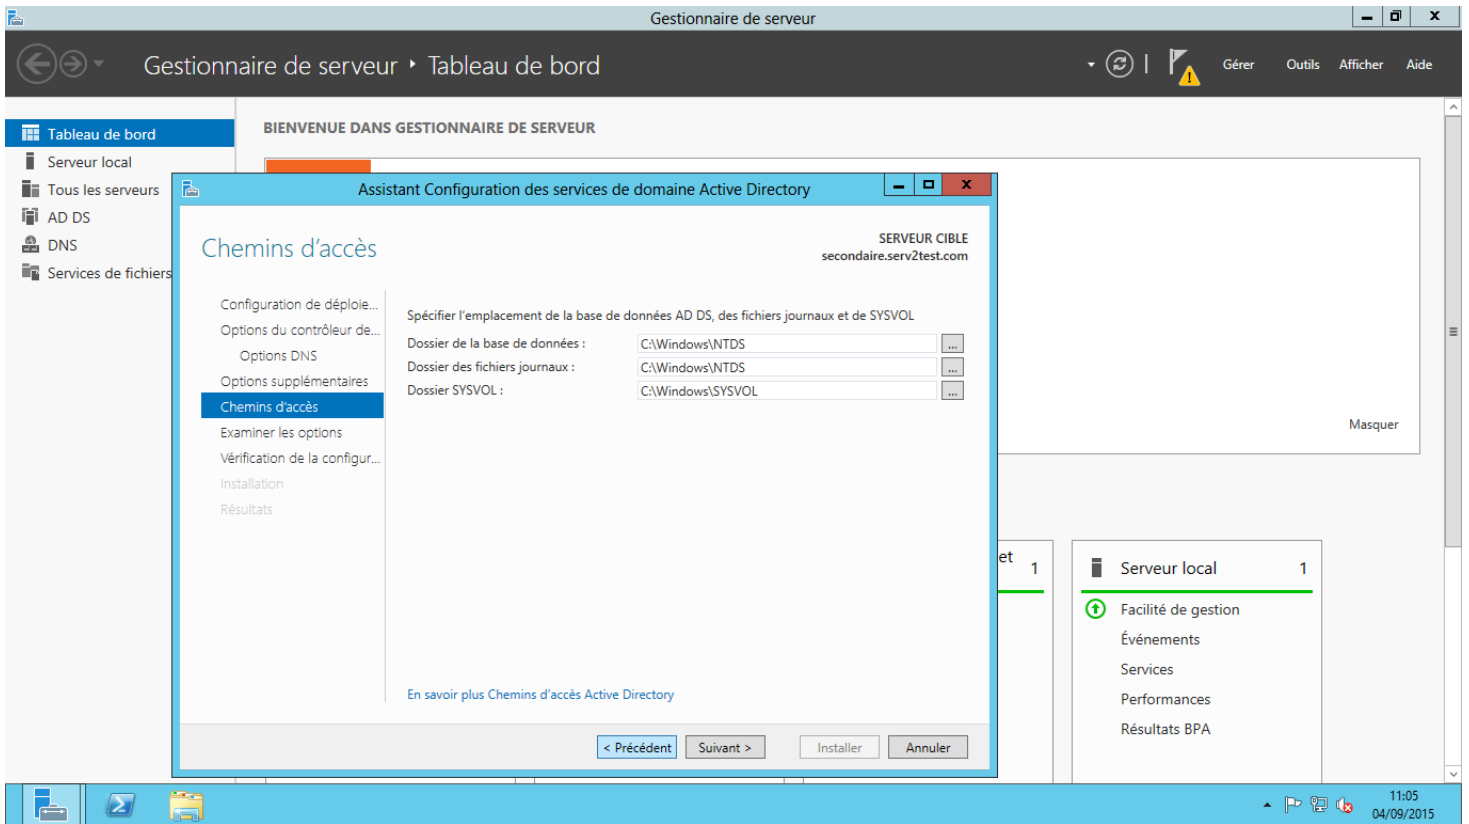 Gestionnaire de serveur
Gestionnaire de serveur ‣ Tableau de bord
Gérer Outils Afficher Aide
Tableau de bord
Serveur local
Tous les serveurs
AD DS
DNS
Services de fichiers
BIENVENUE DANS GESTIONNAIRE DE SERVEUR
Masquer
Assistant Configuration des services de domaine Active Directory
Chemins d'accès
SERVEUR CIBLE
secondaire.serv2test.com
Configuration de déploie...
Options du contrôleur de...
Options DNS
Options supplémentaires
Chemins d'accès
Examiner les options
Vérification de la configur...
Installation
Résultats
Spécifier l'emplacement de la base de données AD DS, des fichiers journaux et de SYSVOL
Dossier de la base de données : C:\Windows\NTDS ...
Dossier des fichiers journaux : C:\Windows\NTDS ...
Dossier SYSVOL : C:\Windows\SYSVOL ...
En savoir plus Chemins d'accès Active Directory
< Précédent Suivant > Installer Annuler
et 1
Serveur local 1
Facilité de gestion
Événements
Services
Performances
Résultats BPA
11:05
04/09/2015